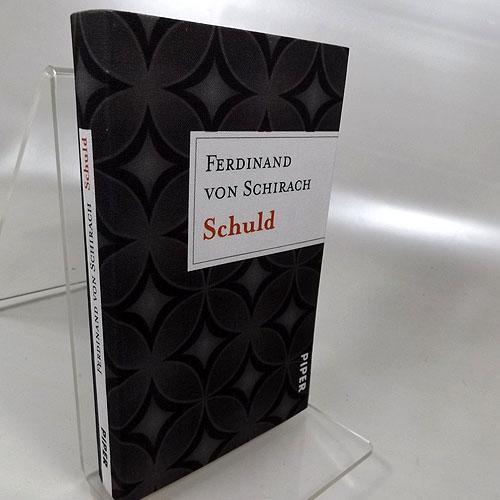 Ferdinand
von Schirach
Schuld
PIPER
Ferdinand von Schirach Schuld
PIPER